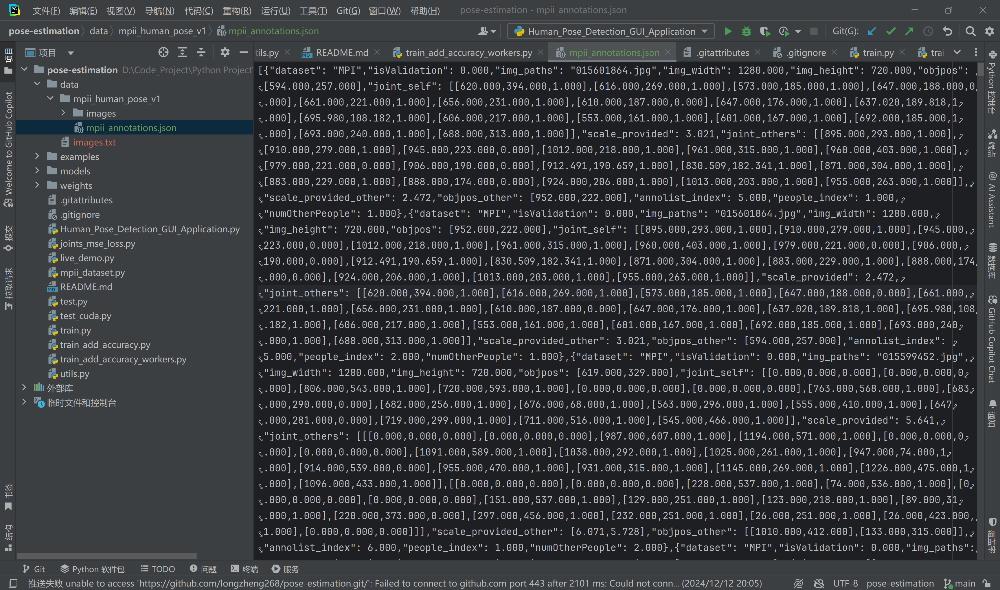 文件(F) 编辑(E) 视图(V) 导航(N) 代码(C) 重构(R) 运行(U) 工具(T) Git(G) 窗口(W) 帮助(H) pose-estimation - mpii_annotations.json
pose-estimation data mpii_human_pose_v1 mpii_annotations.json Human_Pose_Detection_GUI_Application Git(G):
项目
tils.py README.md train_add_accuracy_workers.py mpii_annotations.json .gitattributes .gitignore train.py trai
项目
Welcome to GitHub Copilot
提交
拉取请求
书签
结构
pose-estimation D:\Code_Project\Python Project\
data
mpii_human_pose_v1
images
mpii_annotations.json
images.txt
examples
models
weights
.gitattributes
.gitignore
Human_Pose_Detection_GUI_Application.py
joints_mse_loss.py
live_demo.py
mpii_dataset.py
README.md
test.py
test_cuda.py
train.py
train_add_accuracy.py
train_add_accuracy_workers.py
utils.py
外部库
临时文件和控制台
[{"dataset": "MPI","isValidation": 0.000,"img_paths": "015601864.jpg","img_width": 1280.000,"img_height": 720.000,"objpos":
[594.000,257.000],"joint_self": [[620.000,394.000,1.000],[616.000,269.000,1.000],[573.000,185.000,1.000],[647.000,188.000,0
.000],[661.000,221.000,1.000],[656.000,231.000,1.000],[610.000,187.000,0.000],[647.000,176.000,1.000],[637.020,189.818,1
.000],[695.980,108.182,1.000],[606.000,217.000,1.000],[553.000,161.000,1.000],[601.000,167.000,1.000],[692.000,185.000,1
.000],[693.000,240.000,1.000],[688.000,313.000,1.000]],"scale_provided": 3.021,"joint_others": [[895.000,293.000,1.000],
[910.000,279.000,1.000],[945.000,223.000,0.000],[1012.000,218.000,1.000],[961.000,315.000,1.000],[960.000,403.000,1.000],
[979.000,221.000,0.000],[906.000,190.000,0.000],[912.491,190.659,1.000],[830.509,182.341,1.000],[871.000,304.000,1.000],
[883.000,229.000,1.000],[888.000,174.000,0.000],[924.000,206.000,1.000],[1013.000,203.000,1.000],[955.000,263.000,1.000]],
"scale_provided_other": 2.472,"objpos_other": [952.000,222.000],"annolist_index": 5.000,"people_index": 1.000,
"numOtherPeople": 1.000},{"dataset": "MPI","isValidation": 0.000,"img_paths": "015601864.jpg","img_width": 1280.000,
"img_height": 720.000,"objpos": [952.000,222.000],"joint_self": [[895.000,293.000,1.000],[910.000,279.000,1.000],[945.000,
223.000,0.000],[1012.000,218.000,1.000],[961.000,315.000,1.000],[960.000,403.000,1.000],[979.000,221.000,0.000],[906.000,
190.000,0.000],[912.491,190.659,1.000],[830.509,182.341,1.000],[871.000,304.000,1.000],[883.000,229.000,1.000],[888.000,174
.000,0.000],[924.000,206.000,1.000],[1013.000,203.000,1.000],[955.000,263.000,1.000]],"scale_provided": 2.472,
"joint_others": [[620.000,394.000,1.000],[616.000,269.000,1.000],[573.000,185.000,1.000],[647.000,188.000,0.000],[661.000,
221.000,1.000],[656.000,231.000,1.000],[610.000,187.000,0.000],[647.000,176.000,1.000],[637.020,189.818,1.000],[695.980,108
.182,1.000],[606.000,217.000,1.000],[553.000,161.000,1.000],[601.000,167.000,1.000],[692.000,185.000,1.000],[693.000,240
.000,1.000],[688.000,313.000,1.000]],"scale_provided_other": 3.021,"objpos_other": [594.000,257.000],"annolist_index":
5.000,"people_index": 2.000,"numOtherPeople": 1.000},{"dataset": "MPI","isValidation": 0.000,"img_paths": "015599452.jpg",
"img_width": 1280.000,"img_height": 720.000,"objpos": [619.000,329.000],"joint_self": [[0.000,0.000,0.000],[0.000,0.000,0
.000],[806.000,543.000,1.000],[720.000,593.000,1.000],[0.000,0.000,0.000],[0.000,0.000,0.000],[763.000,568.000,1.000],[683
.000,290.000,0.000],[682.000,256.000,1.000],[676.000,68.000,1.000],[563.000,296.000,1.000],[555.000,410.000,1.000],[647
.000,281.000,0.000],[719.000,299.000,1.000],[711.000,516.000,1.000],[545.000,466.000,1.000]],"scale_provided": 5.641,
"joint_others": [[[0.000,0.000,0.000],[0.000,0.000,0.000],[987.000,607.000,1.000],[1194.000,571.000,1.000],[0.000,0.000,0
.000],[0.000,0.000,0.000],[1091.000,589.000,1.000],[1038.000,292.000,1.000],[1025.000,261.000,1.000],[947.000,74.000,1
.000],[914.000,539.000,0.000],[955.000,470.000,1.000],[931.000,315.000,1.000],[1145.000,269.000,1.000],[1226.000,475.000,1
.000],[1096.000,433.000,1.000]],[[0.000,0.000,0.000],[0.000,0.000,0.000],[228.000,537.000,1.000],[74.000,536.000,1.000],[0
.000,0.000,0.000],[0.000,0.000,0.000],[151.000,537.000,1.000],[129.000,251.000,1.000],[123.000,218.000,1.000],[89.000,31
.000,1.000],[220.000,373.000,0.000],[297.000,456.000,1.000],[232.000,251.000,1.000],[26.000,251.000,1.000],[26.000,423.000,
1.000],[0.000,0.000,0.000]]],"scale_provided_other": [6.071,5.728],"objpos_other": [[1010.000,412.000],[133.000,315.000]],
"annolist_index": 6.000,"people_index": 1.000,"numOtherPeople": 2.000},{"dataset": "MPI","isValidation": 0.000,"img_paths":
Python 控制台
端点
AI Assistant
数据库
GitHub Copilot Chat
通知
覆盖率
Git Python 软件包 TODO 问题 终端 服务
推送失败 unable to access 'https://github.com/longzheng268/pose-estimation.git/': Failed to connect to github.com port 443 after 2101 ms: Could not conn... (2024/12/12 20:05) UTF-8 pose-estimation main